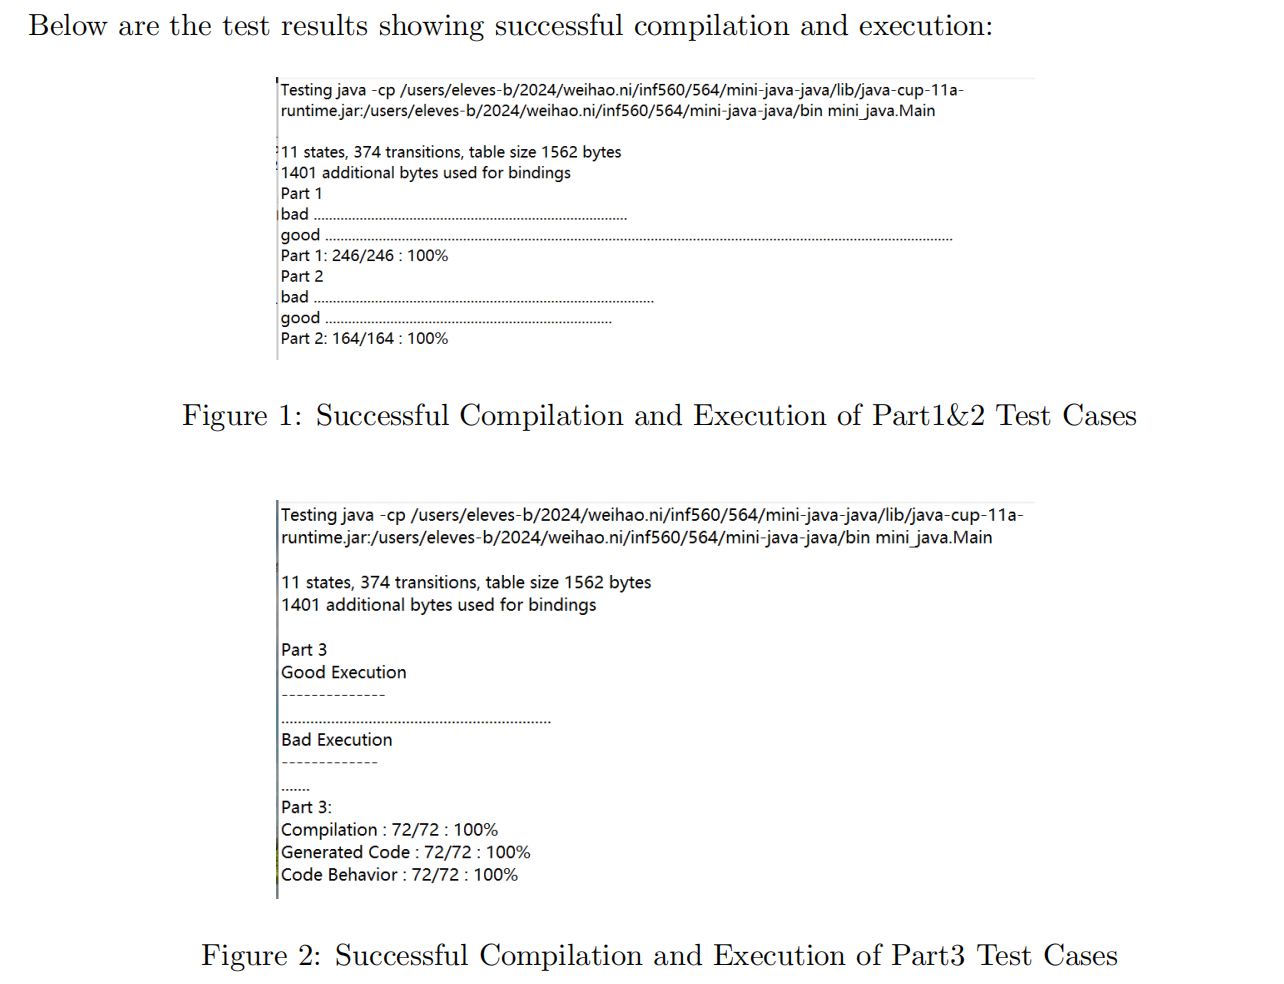 Below are the test results showing successful compilation and execution:
Testing java -cp /users/eleves-b/2024/weihao.ni/inf560/564/mini-java-java/lib/java-cup-11a-
runtime.jar:/users/eleves-b/2024/weihao.ni/inf560/564/mini-java-java/bin mini_java.Main
11 states, 374 transitions, table size 1562 bytes
1401 additional bytes used for bindings
Part 1
bad ..................................................................................
good ....................................................................................................................................................................
Part 1: 246/246 : 100%
Part 2
bad .........................................................................................
good ...........................................................................
Part 2: 164/164 : 100%
Figure 1: Successful Compilation and Execution of Part1&2 Test Cases
Testing java -cp /users/eleves-b/2024/weihao.ni/inf560/564/mini-java-java/lib/java-cup-11a-
runtime.jar:/users/eleves-b/2024/weihao.ni/inf560/564/mini-java-java/bin mini_java.Main
11 states, 374 transitions, table size 1562 bytes
1401 additional bytes used for bindings
Part 3
Good Execution
--------------
.................................................................
Bad Execution
-------------
.......
Part 3:
Compilation : 72/72 : 100%
Generated Code : 72/72 : 100%
Code Behavior : 72/72 : 100%
Figure 2: Successful Compilation and Execution of Part3 Test Cases